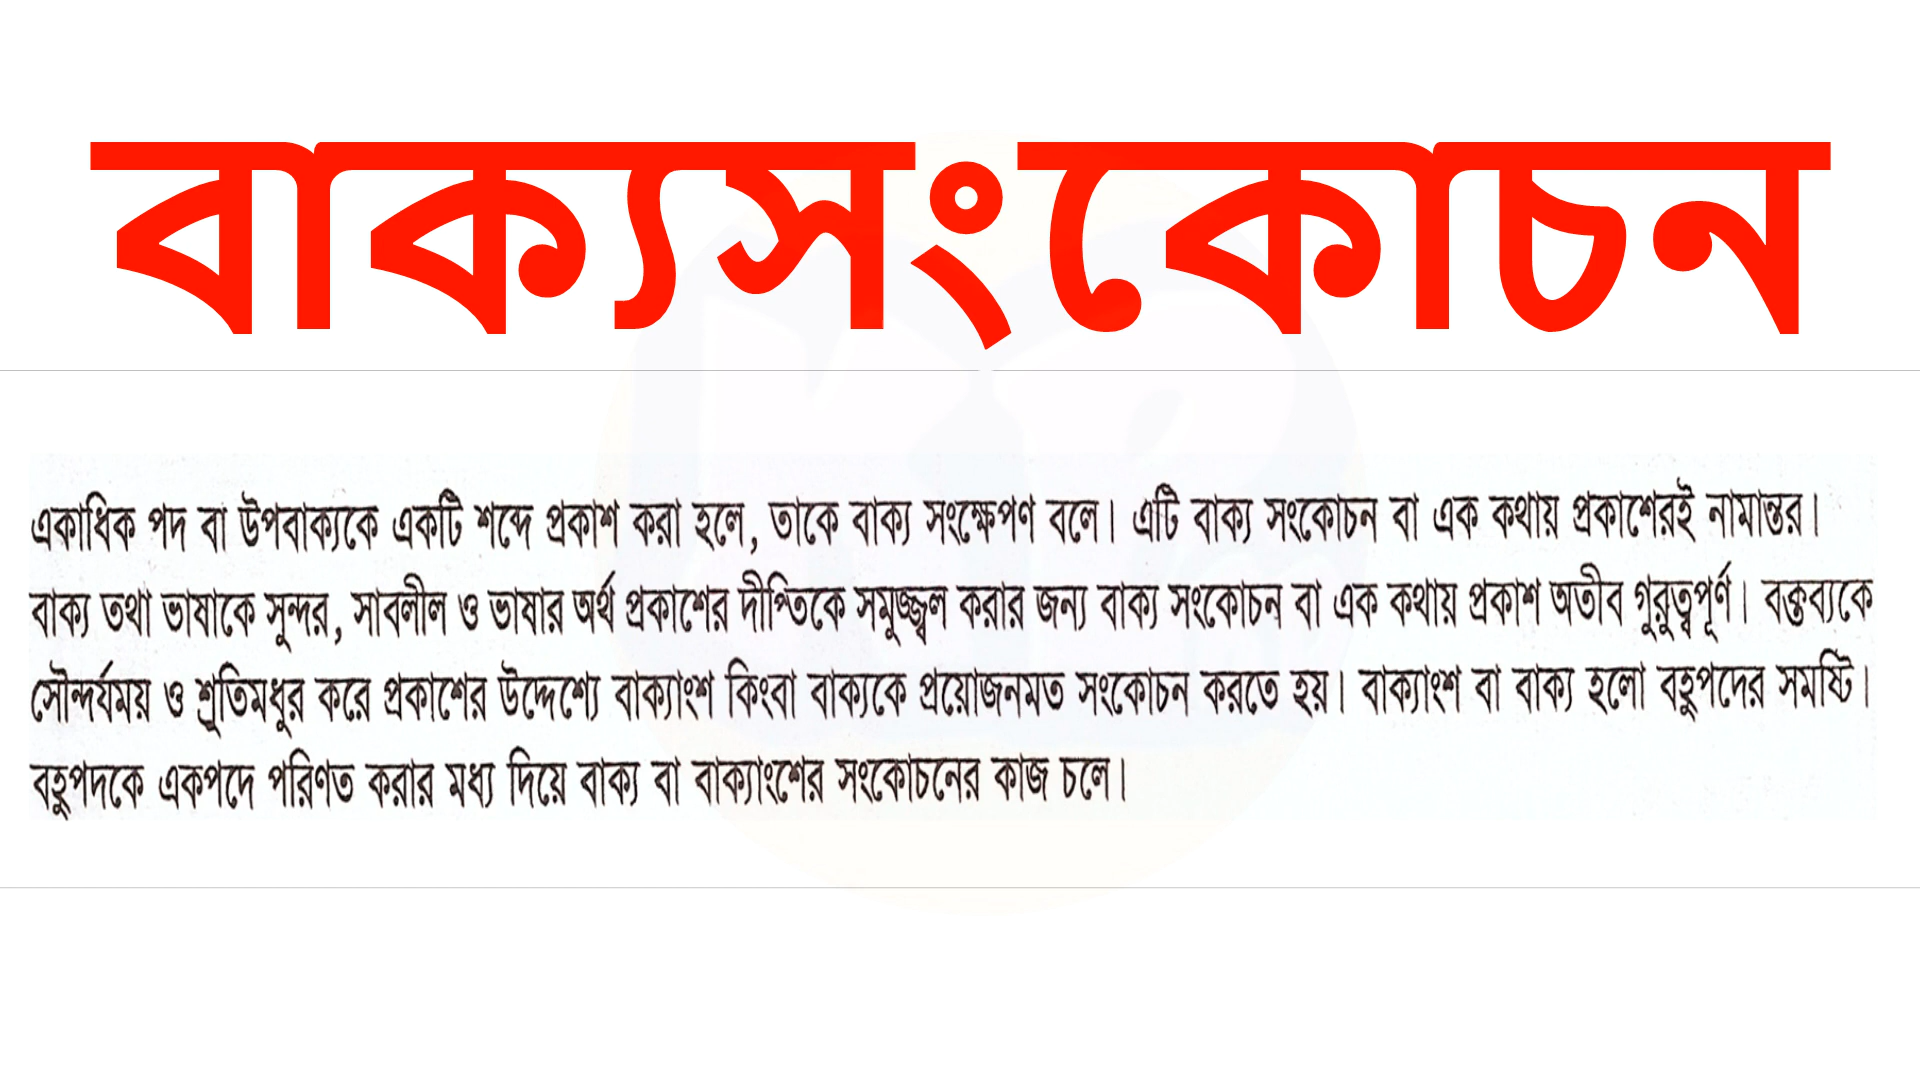 বাক্যসংকোচন
একাধিক পদ বা উপবাক্যকে একটি শব্দে প্রকাশ করা হলে, তাকে বাক্য সংক্ষেপণ বলে। এটি বাক্য সংকোচন বা এক কথায় প্রকাশেরই নামান্তর।
বাক্য তথা ভাষাকে সুন্দর, সাবলীল ও ভাষার অর্থ প্রকাশের দীপ্তিকে সমুজ্জ্বল করার জন্য বাক্য সংকোচন বা এক কথায় প্রকাশ অতীব গুরুত্বপূর্ণ। বক্তব্যকে
সৌন্দর্যময় ও শ্রুতিমধুর করে প্রকাশের উদ্দেশ্যে বাক্যাংশ কিংবা বাক্যকে প্রয়োজনমত সংকোচন করতে হয়। বাক্যাংশ বা বাক্য হলো বহুপদের সমষ্টি।
বহুপদকে একপদে পরিণত করার মধ্য দিয়ে বাক্য বা বাক্যাংশের সংকোচনের কাজ চলে।